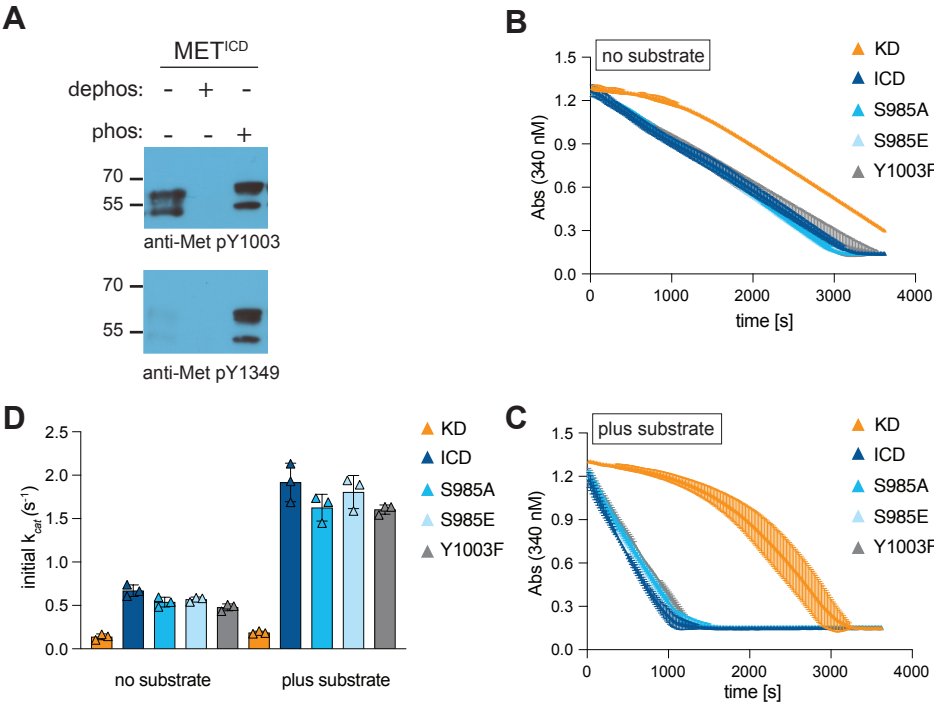 A
METᴵᶜᴰ
dephos: - + -
phos: - - +
70
55
anti-Met pY1003
70
55
anti-Met pY1349
B
no substrate
1.5
1.2
0.9
0.6
0.3
0.0
Abs (340 nM)
0 1000 2000 3000 4000
time [s]
KD
ICD
S985A
S985E
Y1003F
D
2.5
2.0
1.5
1.0
0.5
0.0
initial kcat (s⁻¹)
no substrate plus substrate
KD
ICD
S985A
S985E
Y1003F
C
plus substrate
1.5
1.2
0.9
0.6
0.3
0.0
Abs (340 nM)
0 1000 2000 3000 4000
time [s]
KD
ICD
S985A
S985E
Y1003F